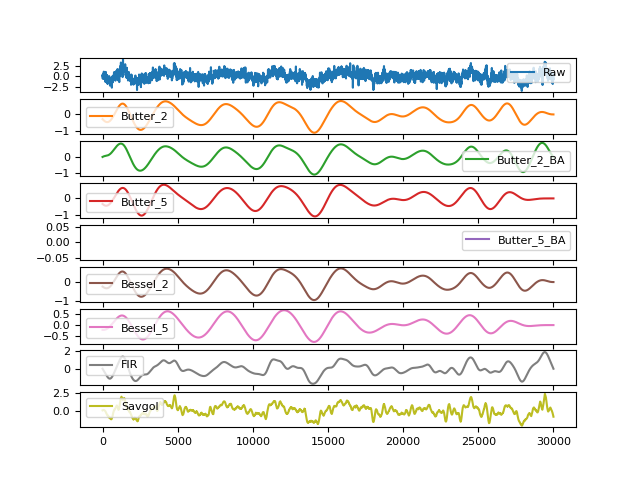 2.5
0.0
−2.5
Raw
0
−1
Butter_2
0
−1
Butter_2_BA
0
−1
Butter_5
0.05
0.00
−0.05
Butter_5_BA
0
−1
Bessel_2
0.5
0.0
−0.5
Bessel_5
2
0
FIR
2.5
0.0
Savgol
0 5000 10000 15000 20000 25000 30000